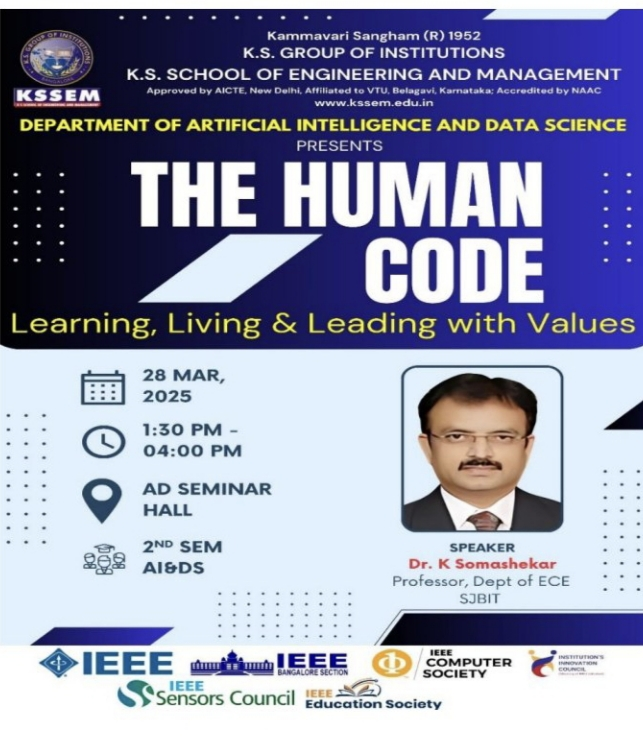 Kammavari Sangham (R) 1952
K.S. GROUP OF INSTITUTIONS
K.S. SCHOOL OF ENGINEERING AND MANAGEMENT
Approved by AICTE, New Delhi, Affiliated to VTU, Belagavi, Karnataka; Accredited by NAAC
www.kssem.edu.in
KSSEM
DEPARTMENT OF ARTIFICIAL INTELLIGENCE AND DATA SCIENCE
PRESENTS
THE HUMAN
CODE
Learning, Living & Leading with Values
28 MAR,
2025
1:30 PM -
04:00 PM
AD SEMINAR
HALL
2ND SEM
AI&DS
SPEAKER
Dr. K Somashekar
Professor, Dept of ECE
SJBIT
IEEE
IEEE
BANGALORE SECTION
IEEE
COMPUTER
SOCIETY
INSTITUTION'S
INNOVATION
COUNCIL
IEEE
Sensors Council
IEEE
Education Society